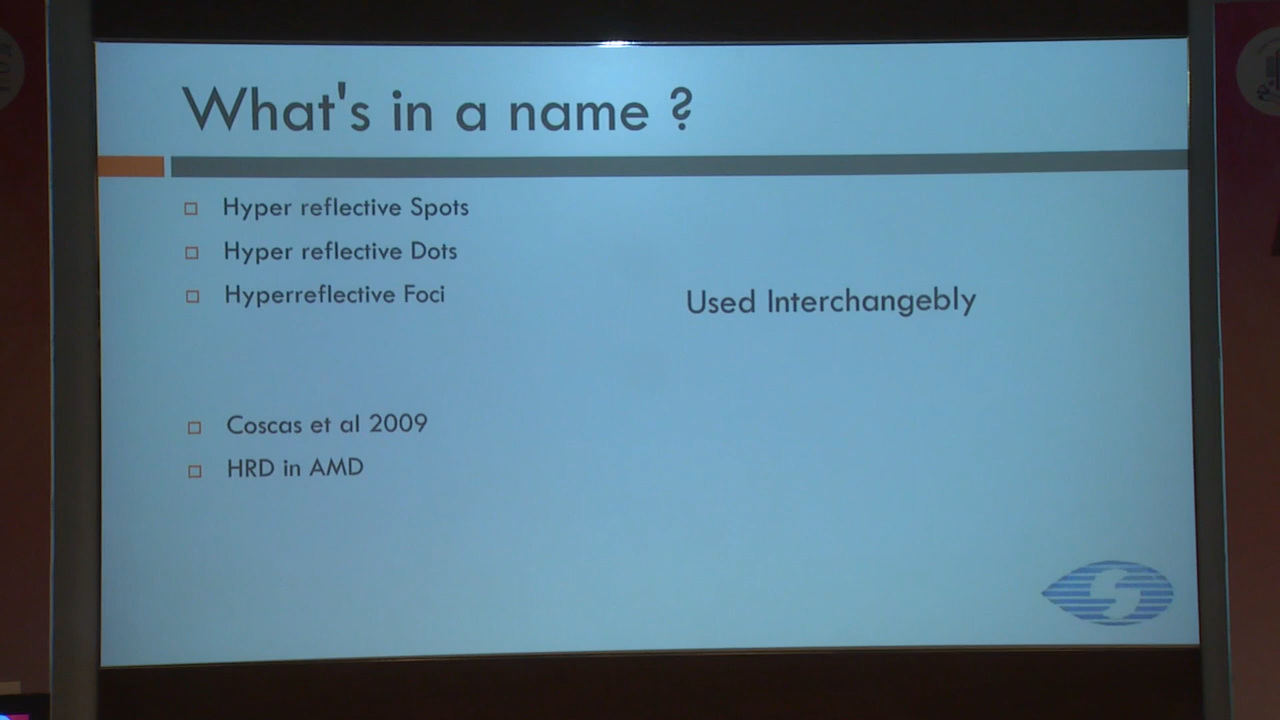 What's in a name ?
Hyper reflective Spots
Hyper reflective Dots
Hyperreflective Foci
Used Interchangebly
Coscas et al 2009
HRD in AMD